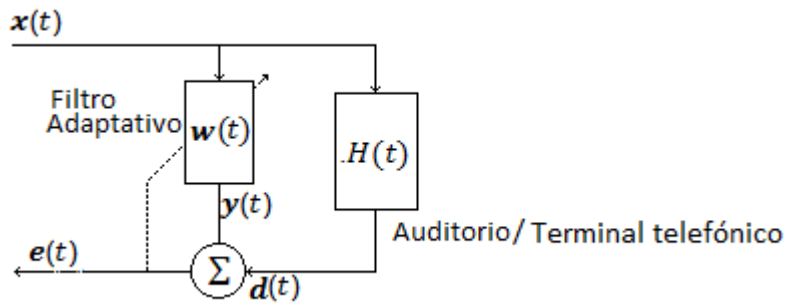 x(t)
Filtro
Adaptativo
w(t)
.H(t)
y(t)
Auditorio/ Terminal telefónico
e(t)
Σ
d(t)